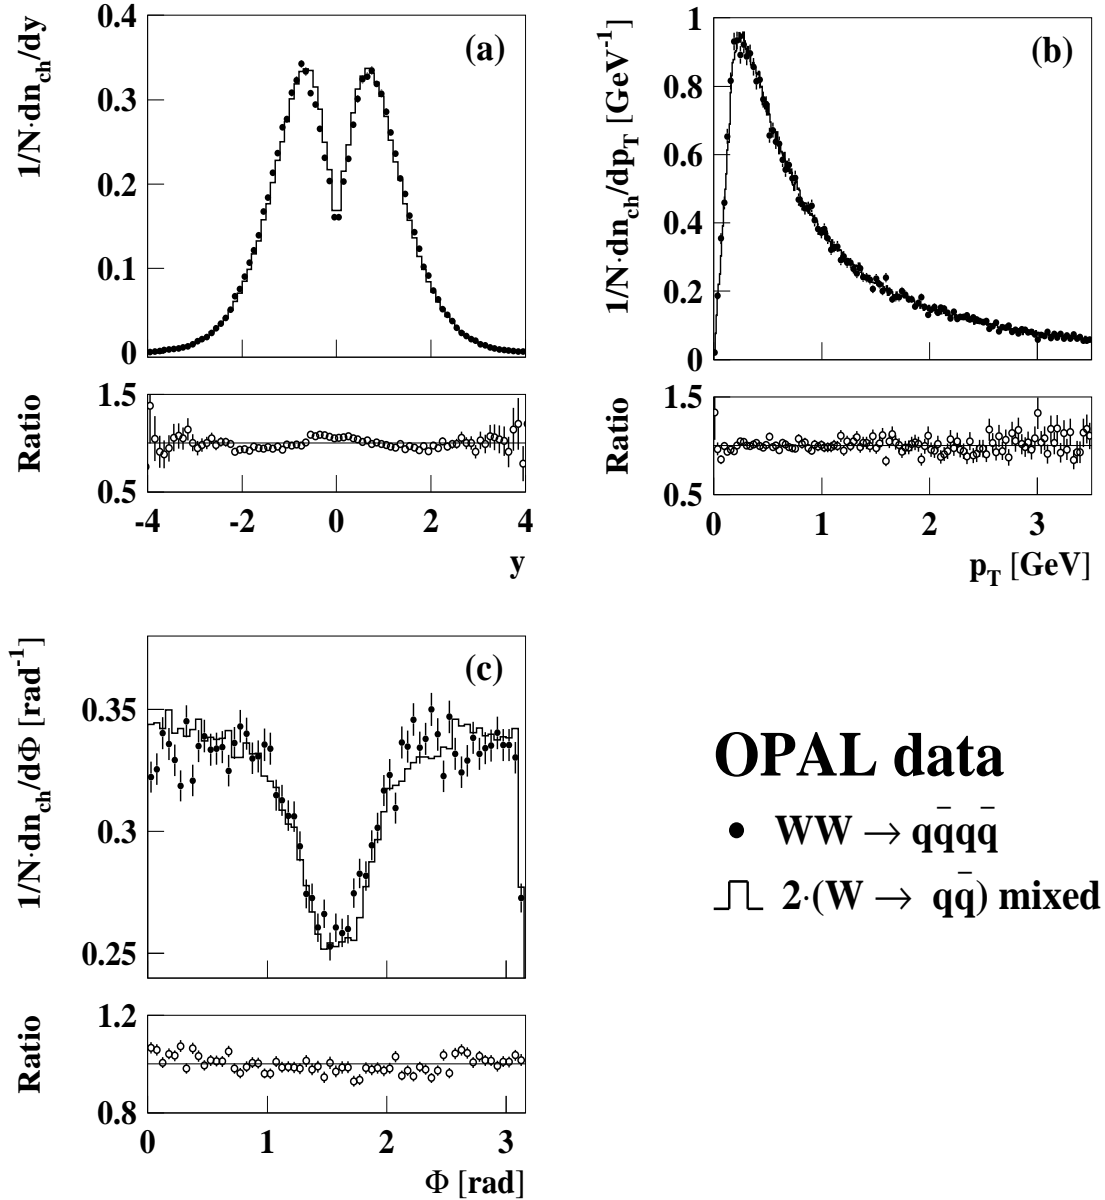 1/N·dn_ch/dy
0.4
0.3
0.2
0.1
0
(a)
Ratio
1.5
1.0
0.5
-4 -2 0 2 4
y
1/N·dn_ch/dp_T [GeV^-1]
1
0.8
0.6
0.4
0.2
0
(b)
Ratio
1.5
1.0
0.5
0 1 2 3
p_T [GeV]
1/N·dn_ch/dΦ [rad^-1]
0.35
0.3
0.25
(c)
Ratio
1.2
1.0
0.8
0 1 2 3
Φ [rad]
OPAL data
WW → qq̄qq̄
2·(W → qq̄) mixed